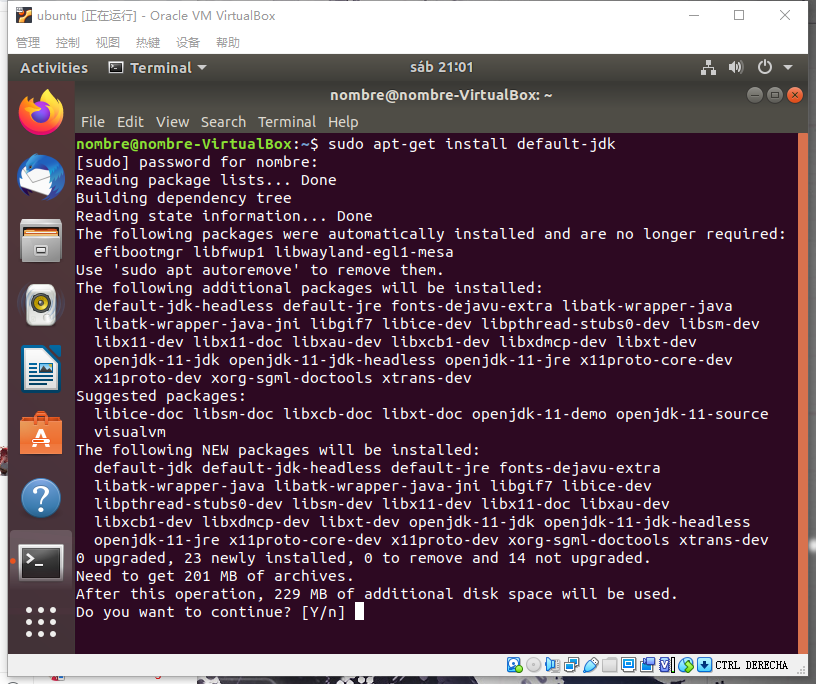 ubuntu [正在运行] - Oracle VM VirtualBox
管理 控制 视图 热键 设备 帮助
Activities Terminal sáb 21:01
nombre@nombre-VirtualBox: ~
File Edit View Search Terminal Help
nombre@nombre-VirtualBox:~$ sudo apt-get install default-jdk
[sudo] password for nombre:
Reading package lists... Done
Building dependency tree
Reading state information... Done
The following packages were automatically installed and are no longer required:
  efibootmgr libfwup1 libwayland-egl1-mesa
Use 'sudo apt autoremove' to remove them.
The following additional packages will be installed:
  default-jdk-headless default-jre fonts-dejavu-extra libatk-wrapper-java
  libatk-wrapper-java-jni libgif7 libice-dev libpthread-stubs0-dev libsm-dev
  libx11-dev libx11-doc libxau-dev libxcb1-dev libxdmcp-dev libxt-dev
  openjdk-11-jdk openjdk-11-jdk-headless openjdk-11-jre x11proto-core-dev
  x11proto-dev xorg-sgml-doctools xtrans-dev
Suggested packages:
  libice-doc libsm-doc libxcb-doc libxt-doc openjdk-11-demo openjdk-11-source
  visualvm
The following NEW packages will be installed:
  default-jdk default-jdk-headless default-jre fonts-dejavu-extra
  libatk-wrapper-java libatk-wrapper-java-jni libgif7 libice-dev
  libpthread-stubs0-dev libsm-dev libx11-dev libx11-doc libxau-dev
  libxcb1-dev libxdmcp-dev libxt-dev openjdk-11-jdk openjdk-11-jdk-headless
  openjdk-11-jre x11proto-core-dev x11proto-dev xorg-sgml-doctools xtrans-dev
0 upgraded, 23 newly installed, 0 to remove and 14 not upgraded.
Need to get 201 MB of archives.
After this operation, 229 MB of additional disk space will be used.
Do you want to continue? [Y/n]
CTRL DERECHA